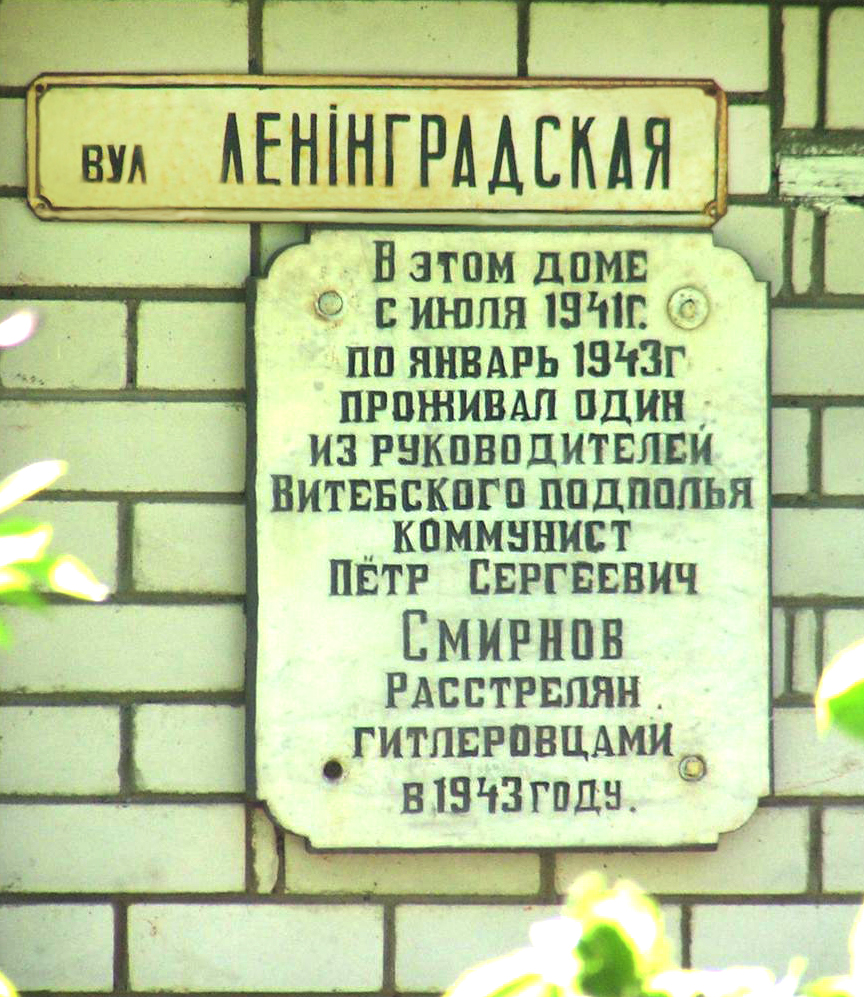 ВУЛ ЛЕНІНГРАДСКАЯ
В ЭТОМ ДОМЕ
С ИЮЛЯ 1941Г.
ПО ЯНВАРЬ 1943Г
ПРОЖИВАЛ ОДИН
ИЗ РУКОВОДИТЕЛЕЙ
ВИТЕБСКОГО ПОДПОЛЬЯ
КОММУНИСТ
ПЁТР СЕРГЕЕВИЧ
СМИРНОВ
РАССТРЕЛЯН
ГИТЛЕРОВЦАМИ
В 1943 ГОДУ.